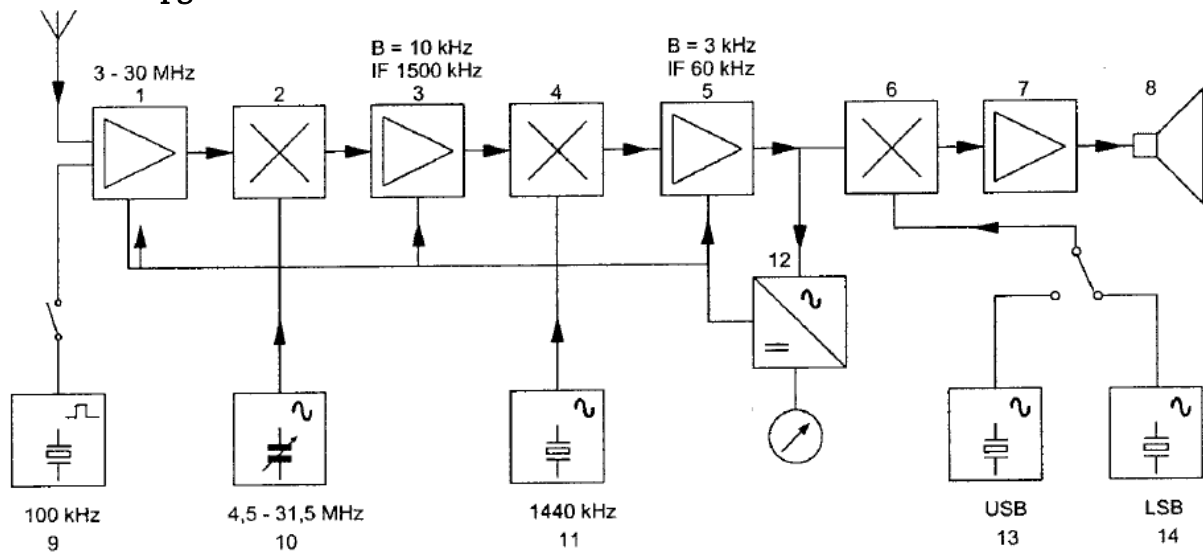 B = 10 kHz
IF 1500 kHz
B = 3 kHz
IF 60 kHz
3 - 30 MHz
1
2
3
4
5
6
7
8
12
100 kHz
9
4,5 - 31,5 MHz
10
1440 kHz
11
USB
13
LSB
14